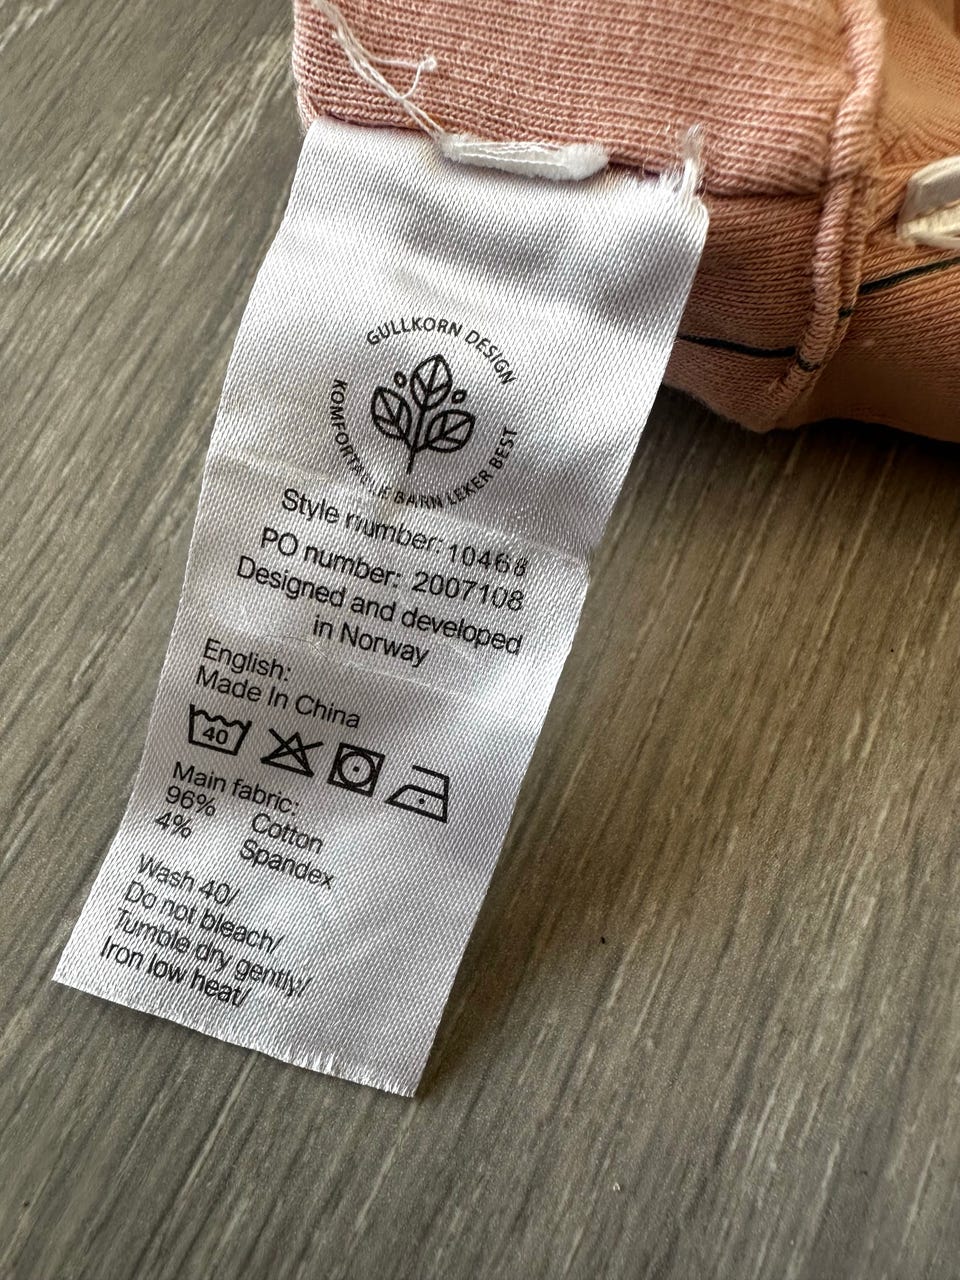 GULLKORN DESIGN
KOMFORTABLE BARN LEKER BEST
Style number: 10468
PO number: 2007108
Designed and developed
in Norway
English:
Made In China
40
Main fabric:
96% Cotton
4% Spandex
Wash 40/
Do not bleach/
Tumble dry gently/
Iron low heat/